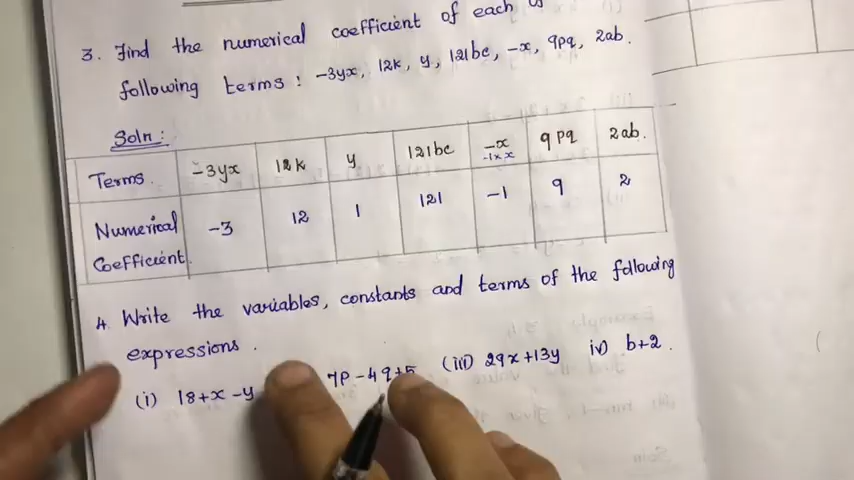 3. Find the numerical coefficient of each of
following terms : -3yx, 12k, y, 121bc, -x, 9pq, 2ab.
Soln:
Terms -3yx 12k y 121bc -x 9pq 2ab.
-1×x
Numerical -3 12 1 121 -1 9 2
Coefficient
4. Write the variables, constants and terms of the following
expressions.
(i) 18+x-y 7p-4q+5 (iii) 29x+13y iv) b+2.